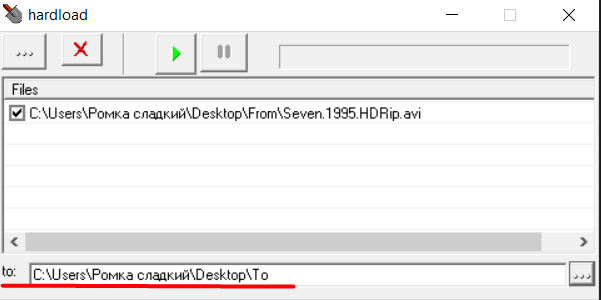 hardload
...
Files
C:\Users\Ромка сладкий\Desktop\From\Seven.1995.HDRip.avi
to: C:\Users\Ромка сладкий\Desktop\To ...